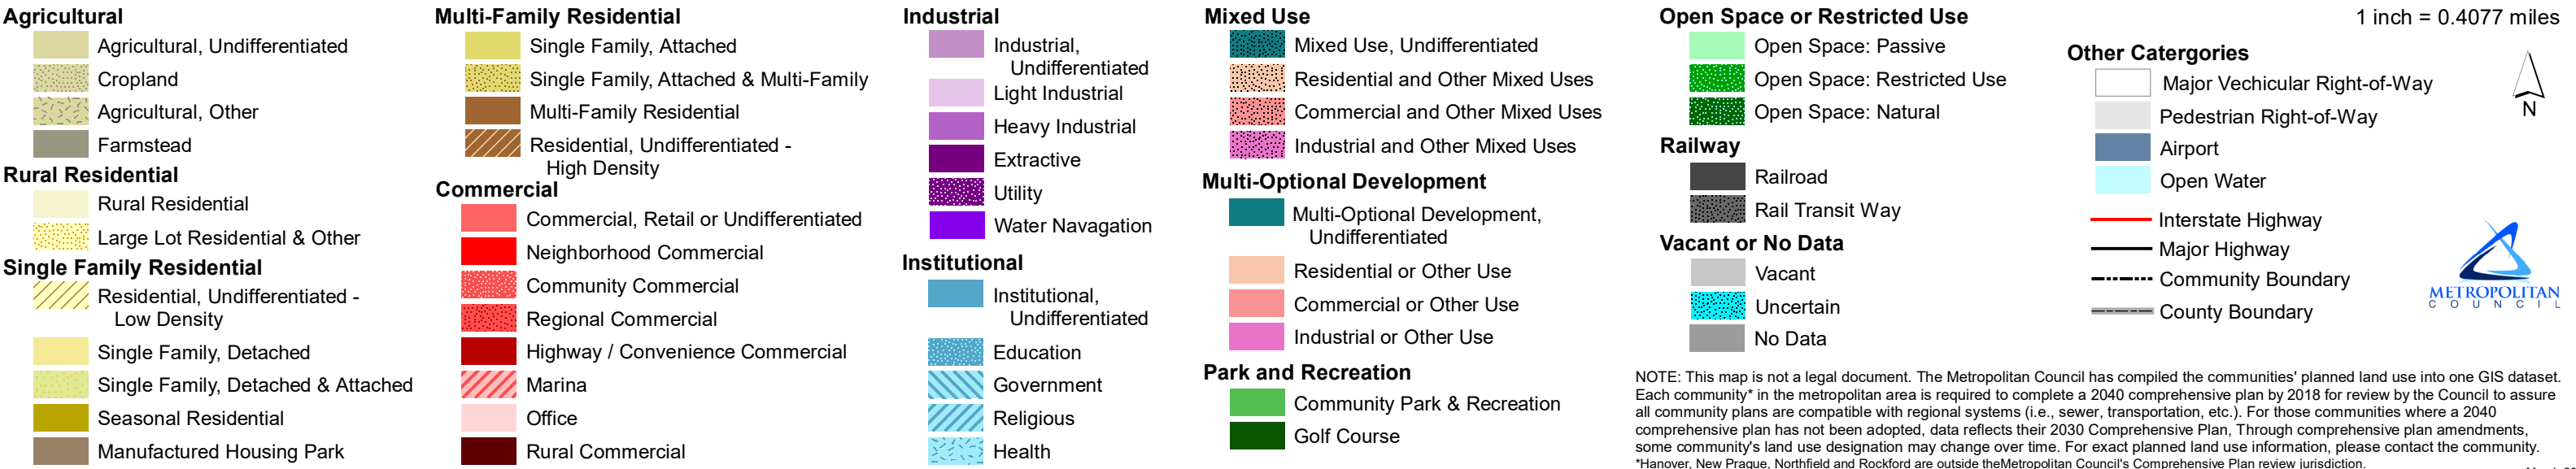 Agricultural
Agricultural, Undifferentiated
Cropland
Agricultural, Other
Farmstead
Rural Residential
Rural Residential
Large Lot Residential & Other
Single Family Residential
Residential, Undifferentiated -
Low Density
Single Family, Detached
Single Family, Detached & Attached
Seasonal Residential
Manufactured Housing Park
Multi-Family Residential
Single Family, Attached
Single Family, Attached & Multi-Family
Multi-Family Residential
Residential, Undifferentiated -
High Density
Commercial
Commercial, Retail or Undifferentiated
Neighborhood Commercial
Community Commercial
Regional Commercial
Highway / Convenience Commercial
Marina
Office
Rural Commercial
Industrial
Industrial,
Undifferentiated
Light Industrial
Heavy Industrial
Extractive
Utility
Water Navagation
Institutional
Institutional,
Undifferentiated
Education
Government
Religious
Health
Mixed Use
Mixed Use, Undifferentiated
Residential and Other Mixed Uses
Commercial and Other Mixed Uses
Industrial and Other Mixed Uses
Multi-Optional Development
Multi-Optional Development,
Undifferentiated
Residential or Other Use
Commercial or Other Use
Industrial or Other Use
Park and Recreation
Community Park & Recreation
Golf Course
Open Space or Restricted Use
Open Space: Passive
Open Space: Restricted Use
Open Space: Natural
Railway
Railroad
Rail Transit Way
Vacant or No Data
Vacant
Uncertain
No Data
1 inch = 0.4077 miles
Other Catergories
Major Vechicular Right-of-Way
Pedestrian Right-of-Way
Airport
Open Water
Interstate Highway
Major Highway
Community Boundary
County Boundary
N
METROPOLITAN
COUNCIL
NOTE: This map is not a legal document. The Metropolitan Council has compiled the communities' planned land use into one GIS dataset.
Each community* in the metropolitan area is required to complete a 2040 comprehensive plan by 2018 for review by the Council to assure
all community plans are compatible with regional systems (i.e., sewer, transportation, etc.). For those communities where a 2040
comprehensive plan has not been adopted, data reflects their 2030 Comprehensive Plan, Through comprehensive plan amendments,
some community's land use designation may change over time. For exact planned land use information, please contact the community.
*Hanover, New Prague, Northfield and Rockford are outside theMetropolitan Council's Comprehensive Plan review jurisdiction.